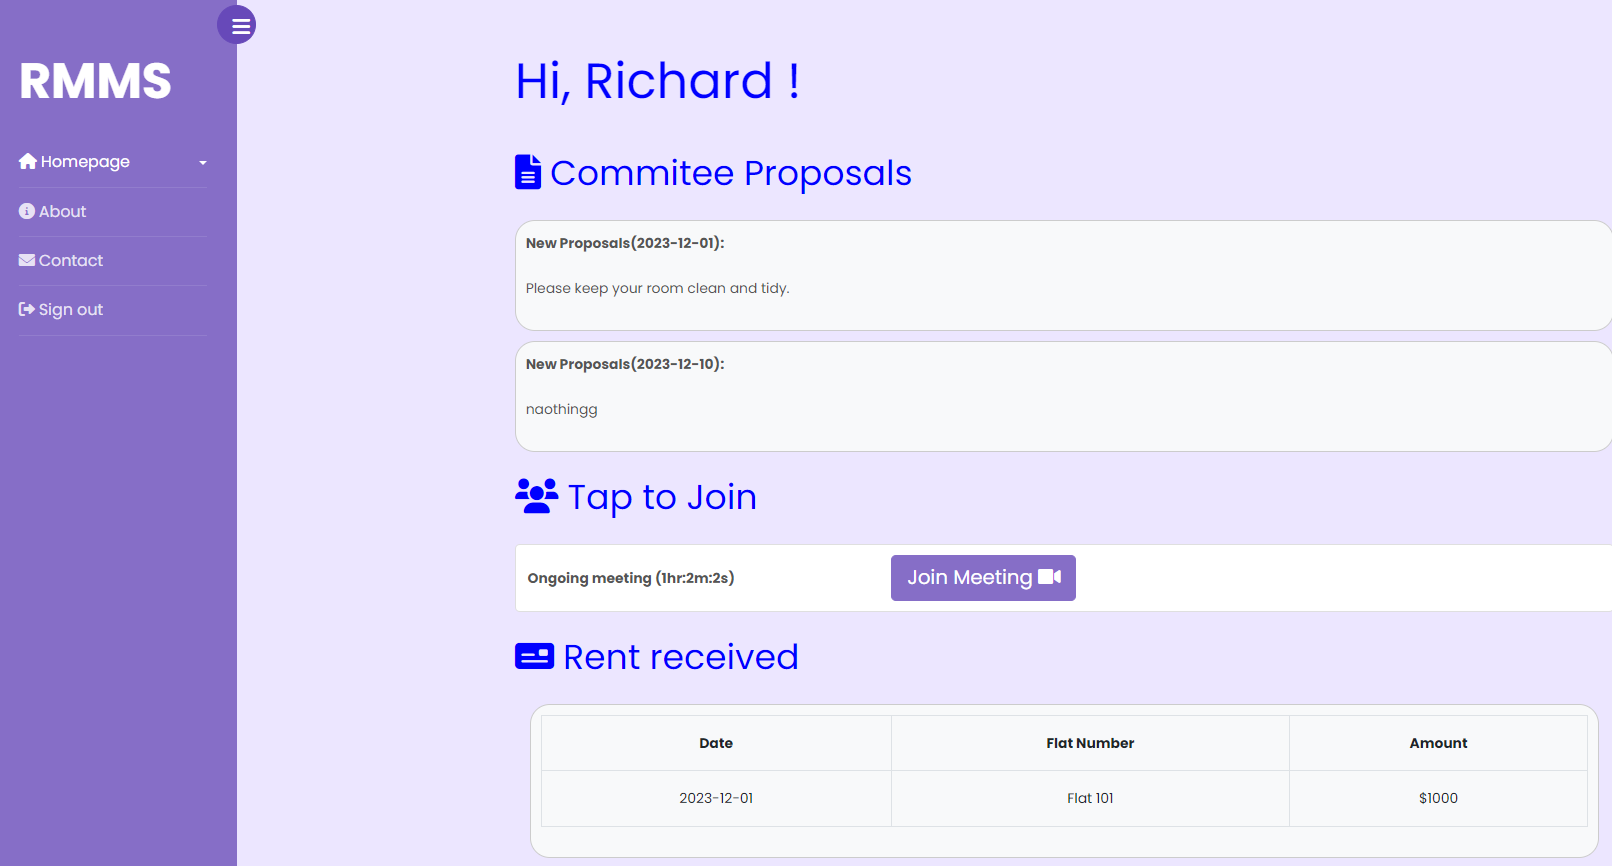 RMMS
Homepage
About
Contact
Sign out
Hi, Richard !
Commitee Proposals
New Proposals(2023-12-01):
Please keep your room clean and tidy.
New Proposals(2023-12-10):
naothingg
Tap to Join
Ongoing meeting (1hr:2m:2s)
Join Meeting
Rent received
Date Flat Number Amount
2023-12-01 Flat 101 $1000